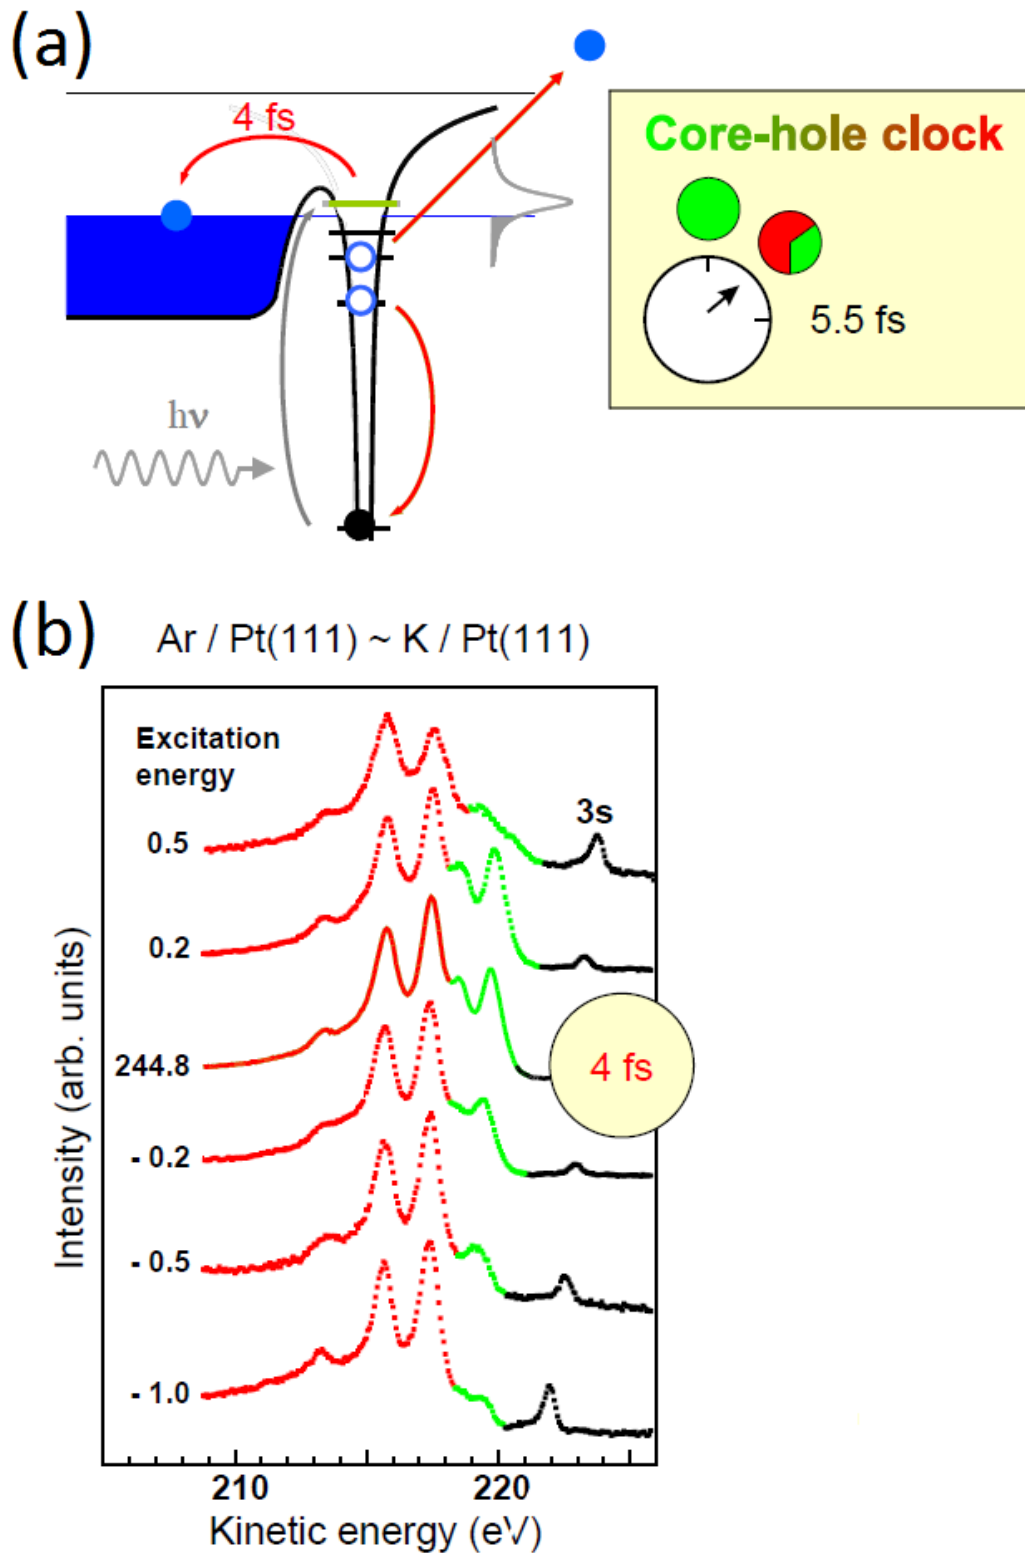 (a)
4 fs
Core-hole clock
5.5 fs
hν
(b)
Ar / Pt(111) ~ K / Pt(111)
Excitation
energy
3s
0.5
0.2
244.8
4 fs
- 0.2
- 0.5
- 1.0
Intensity (arb. units)
210
220
Kinetic energy (eV)